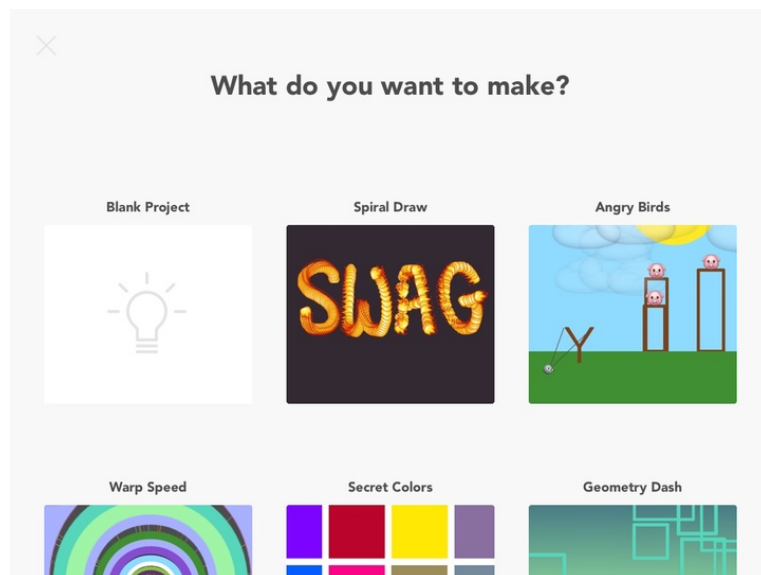 What do you want to make?
Blank Project
Spiral Draw
Angry Birds
SWAG
Warp Speed
Secret Colors
Geometry Dash